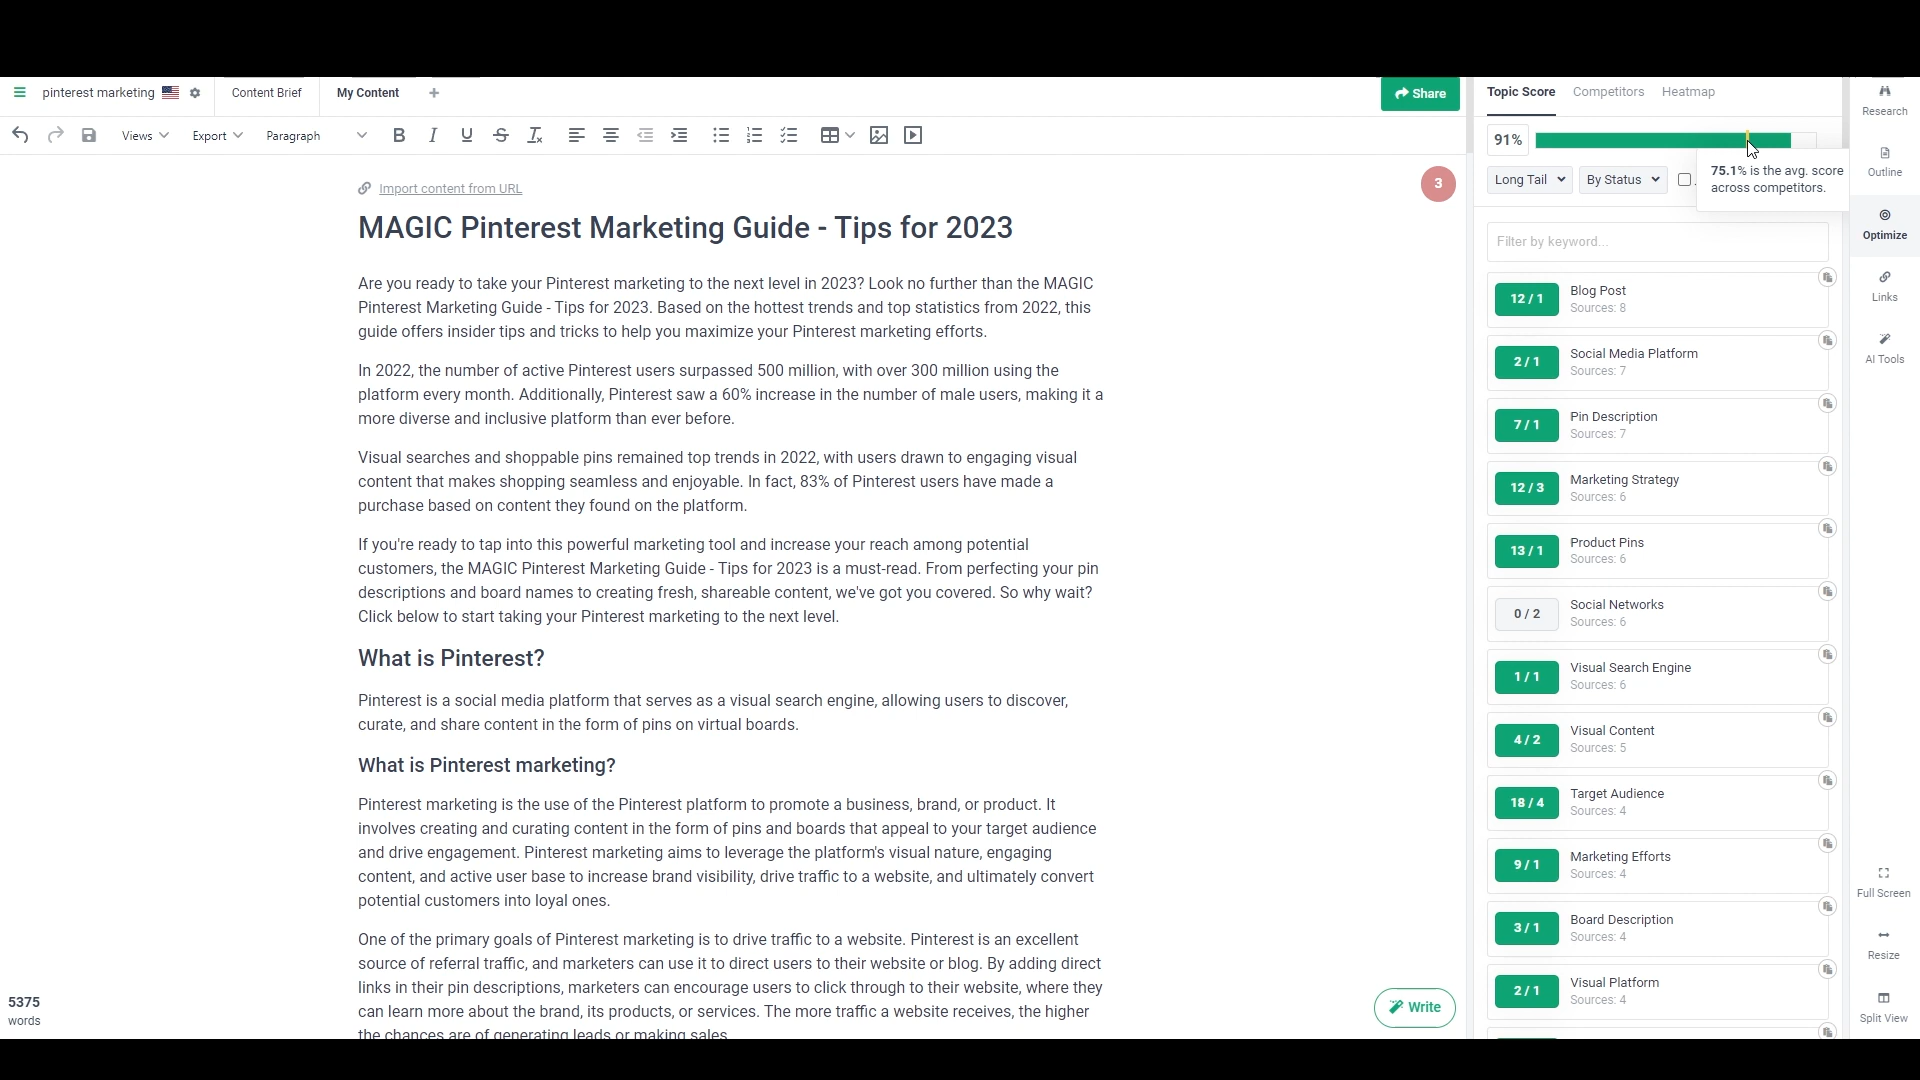 pinterest marketing
Content Brief
My Content
Share
Views
Export
Paragraph
Import content from URL
3
MAGIC Pinterest Marketing Guide - Tips for 2023
Are you ready to take your Pinterest marketing to the next level in 2023? Look no further than the MAGIC
Pinterest Marketing Guide - Tips for 2023. Based on the hottest trends and top statistics from 2022, this
guide offers insider tips and tricks to help you maximize your Pinterest marketing efforts.
In 2022, the number of active Pinterest users surpassed 500 million, with over 300 million using the
platform every month. Additionally, Pinterest saw a 60% increase in the number of male users, making it a
more diverse and inclusive platform than ever before.
Visual searches and shoppable pins remained top trends in 2022, with users drawn to engaging visual
content that makes shopping seamless and enjoyable. In fact, 83% of Pinterest users have made a
purchase based on content they found on the platform.
If you're ready to tap into this powerful marketing tool and increase your reach among potential
customers, the MAGIC Pinterest Marketing Guide - Tips for 2023 is a must-read. From perfecting your pin
descriptions and board names to creating fresh, shareable content, we've got you covered. So why wait?
Click below to start taking your Pinterest marketing to the next level.
What is Pinterest?
Pinterest is a social media platform that serves as a visual search engine, allowing users to discover,
curate, and share content in the form of pins on virtual boards.
What is Pinterest marketing?
Pinterest marketing is the use of the Pinterest platform to promote a business, brand, or product. It
involves creating and curating content in the form of pins and boards that appeal to your target audience
and drive engagement. Pinterest marketing aims to leverage the platform's visual nature, engaging
content, and active user base to increase brand visibility, drive traffic to a website, and ultimately convert
potential customers into loyal ones.
One of the primary goals of Pinterest marketing is to drive traffic to a website. Pinterest is an excellent
source of referral traffic, and marketers can use it to direct users to their website or blog. By adding direct
links in their pin descriptions, marketers can encourage users to click through to their website, where they
can learn more about the brand, its products, or services. The more traffic a website receives, the higher
the chances are of generating leads or making sales.
5375
words
Write
Topic Score
Competitors
Heatmap
91%
75.1% is the avg. score
across competitors.
Long Tail
By Status
Filter by keyword...
12 / 1
Blog Post
Sources: 8
2 / 1
Social Media Platform
Sources: 7
7 / 1
Pin Description
Sources: 7
12 / 3
Marketing Strategy
Sources: 6
13 / 1
Product Pins
Sources: 6
0 / 2
Social Networks
Sources: 6
1 / 1
Visual Search Engine
Sources: 6
4 / 2
Visual Content
Sources: 5
18 / 4
Target Audience
Sources: 4
9 / 1
Marketing Efforts
Sources: 4
3 / 1
Board Description
Sources: 4
2 / 1
Visual Platform
Sources: 4
Research
Outline
Optimize
Links
AI Tools
Full Screen
Resize
Split View